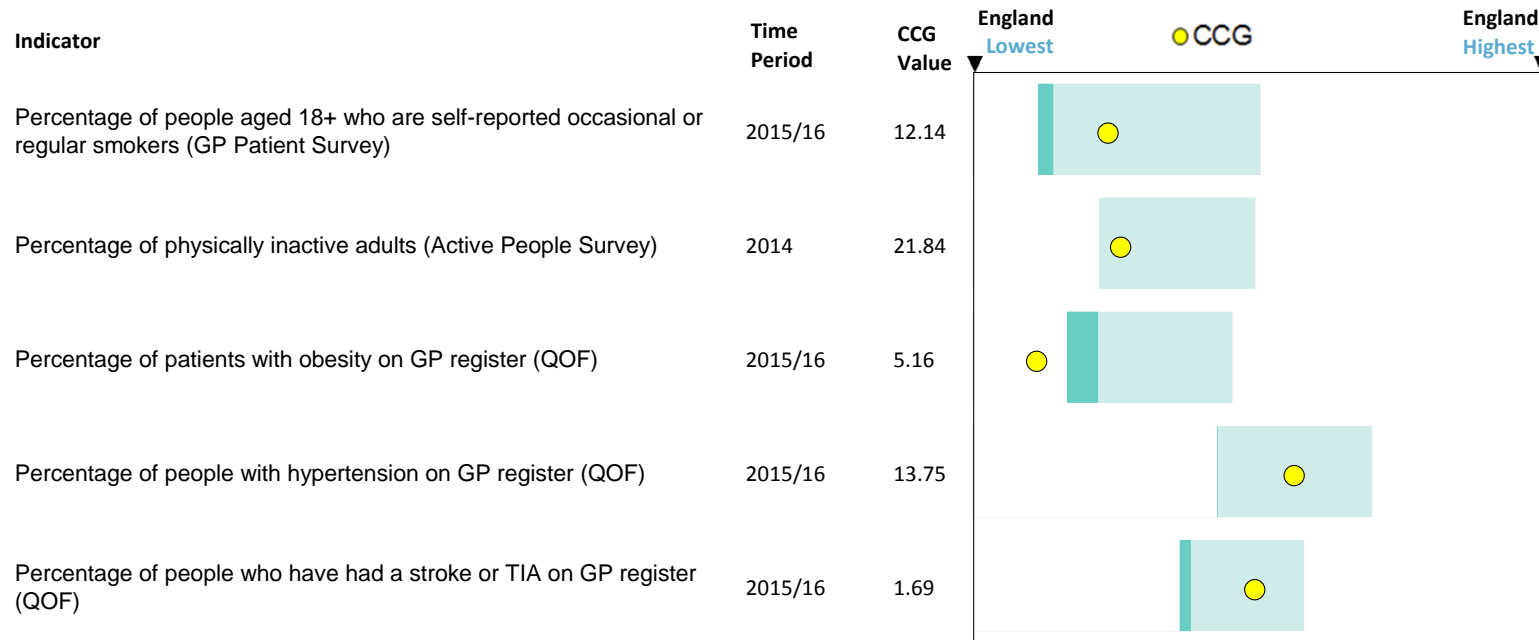 Indicator
Time Period
CCG Value
England Lowest
CCG
England Highest
Percentage of people aged 18+ who are self-reported occasional or
regular smokers (GP Patient Survey)
2015/16
12.14
Percentage of physically inactive adults (Active People Survey)
2014
21.84
Percentage of patients with obesity on GP register (QOF)
2015/16
5.16
Percentage of people with hypertension on GP register (QOF)
2015/16
13.75
Percentage of people who have had a stroke or TIA on GP register
(QOF)
2015/16
1.69